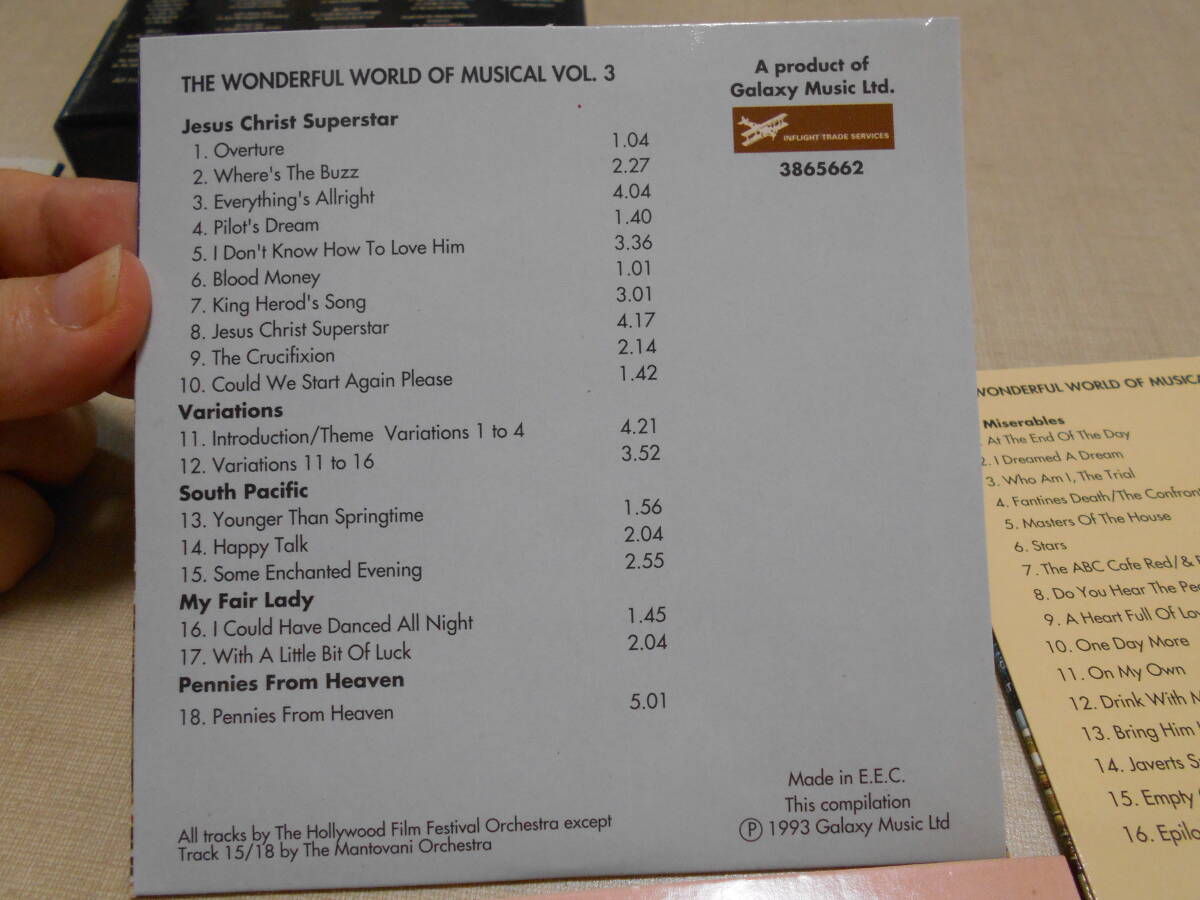 THE WONDERFUL WORLD OF MUSICAL VOL. 3
Jesus Christ Superstar
1. Overture 1.04
2. Where's The Buzz 2.27
3. Everything's Allright 4.04
4. Pilot's Dream 1.40
5. I Don't Know How To Love Him 3.36
6. Blood Money 1.01
7. King Herod's Song 3.01
8. Jesus Christ Superstar 4.17
9. The Crucifixion 2.14
10. Could We Start Again Please 1.42
Variations
11. Introduction/Theme Variations 1 to 4 4.21
12. Variations 11 to 16 3.52
South Pacific
13. Younger Than Springtime 1.56
14. Happy Talk 2.04
15. Some Enchanted Evening 2.55
My Fair Lady
16. I Could Have Danced All Night 1.45
17. With A Little Bit Of Luck 2.04
Pennies From Heaven
18. Pennies From Heaven 5.01
All tracks by The Hollywood Film Festival Orchestra except
Track 15/18 by The Mantovani Orchestra
A product of
Galaxy Music Ltd.
INFLIGHT TRADE SERVICES
3865662
Made in E.E.C.
This compilation
Ⓟ 1993 Galaxy Music Ltd
WONDERFUL WORLD OF
Miserables
At The End Of The Day
2. I Dreamed A Dream
3. Who Am I, The Trial
4. Fantines Death/The
5. Masters Of The House
6. Stars
7. The ABC Cafe Red/&
8. Do You Hear The
9. A Heart Full Of
10. One Day More
11. On My Own
12. Drink With
13. Bring Him
14. Javerts
15. Empty
16.